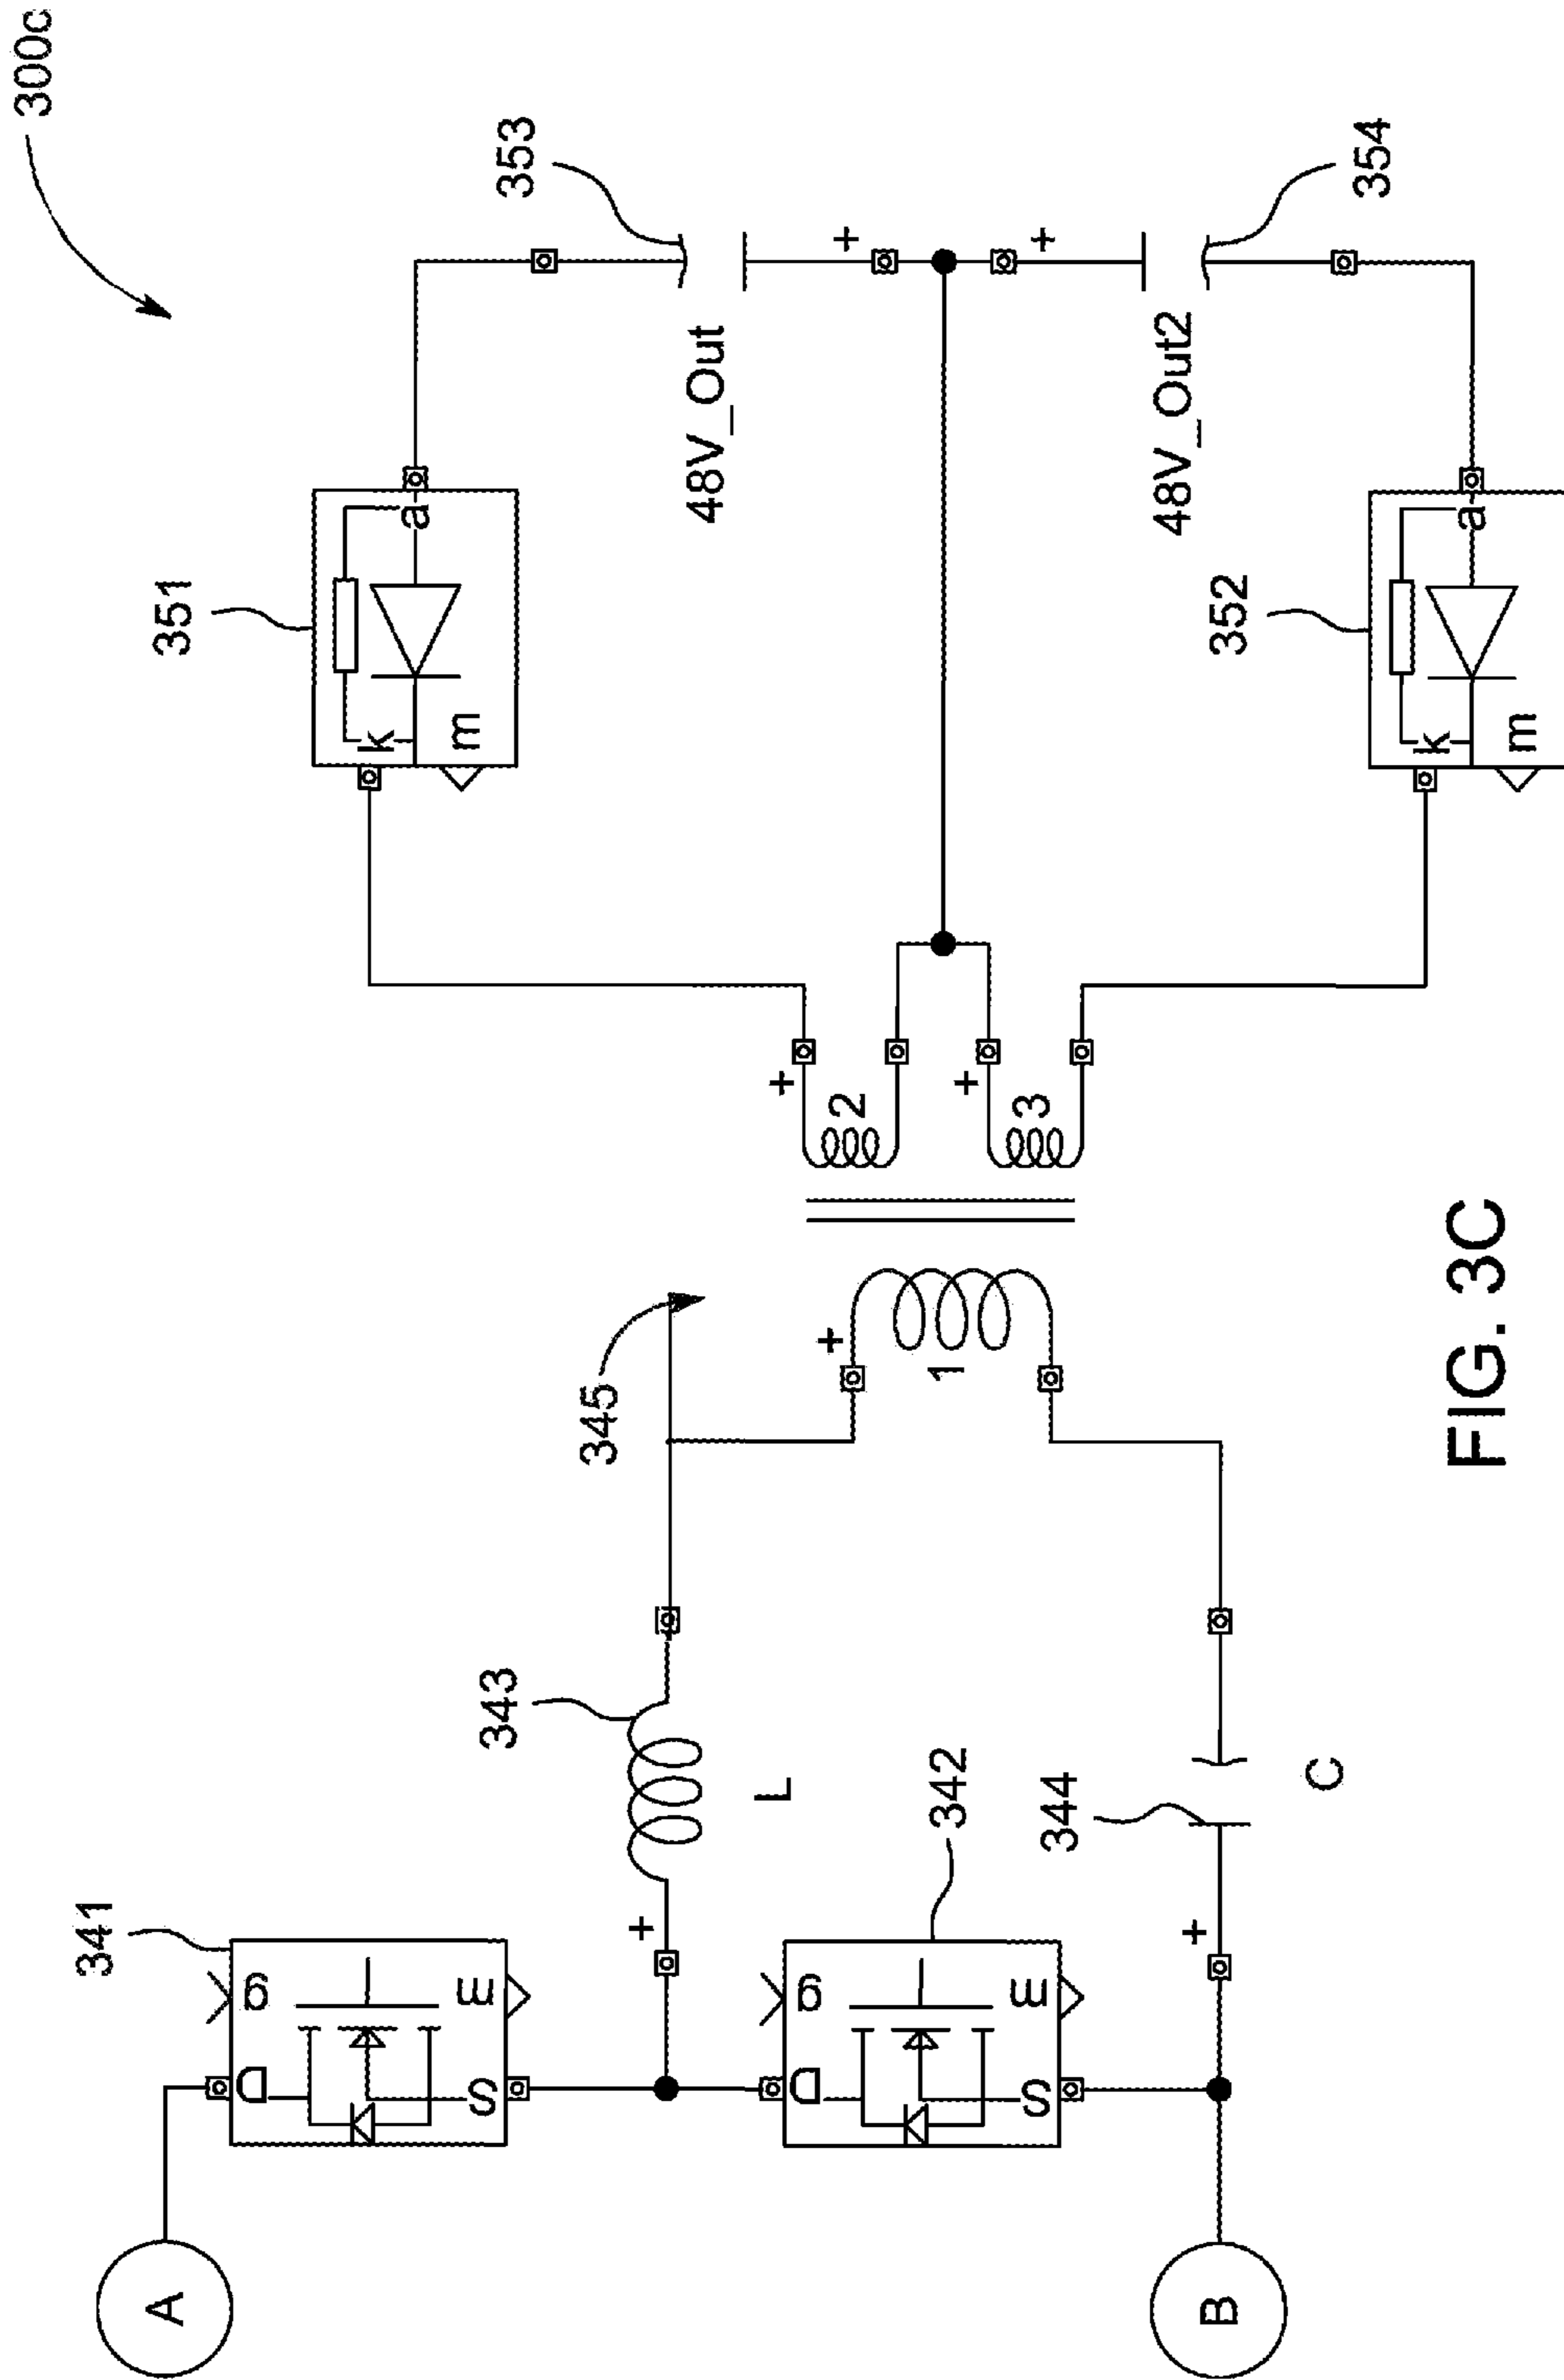 300c
341
A
D
g
S
m
343
+
L
345
351
k
a
m
353
48V_Out
+
+
2
+
3
+
1
342
D
g
S
m
344
+
C
B
+
48V_Out2
354
352
k
a
m
FIG. 3C